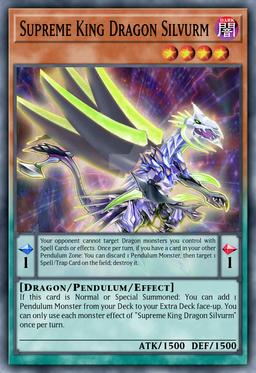 SUPREME KING DRAGON SILVURM
DARK
闇
Your opponent cannot target Dragon monsters you control with
Spell Cards or effects. Once per turn, if you have a card in your other
Pendulum Zone: You can discard 1 Pendulum Monster, then target 1
Spell/Trap Card on the field; destroy it.
1
1
[DRAGON/PENDULUM/EFFECT]
If this card is Normal or Special Summoned: You can add 1
Pendulum Monster from your Deck to your Extra Deck face-up. You
can only use each monster effect of "Supreme King Dragon Silvurm"
once per turn.
ATK/1500 DEF/1500